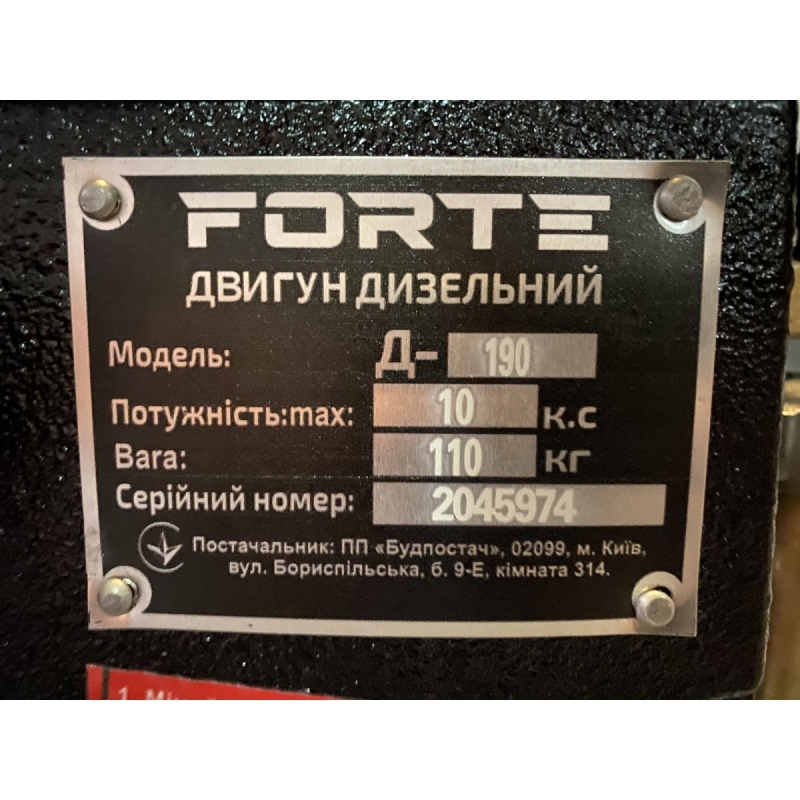 FORTE
ДВИГУН ДИЗЕЛЬНИЙ
Модель: Д- 190
Потужність:max: 10 к.с
Вага: 110 кг
Серійний номер: 2045974
Постачальник: ПП «Будпостач», 02099, м. Київ,
вул. Бориспільська, б. 9-Е, кімната 314.
1